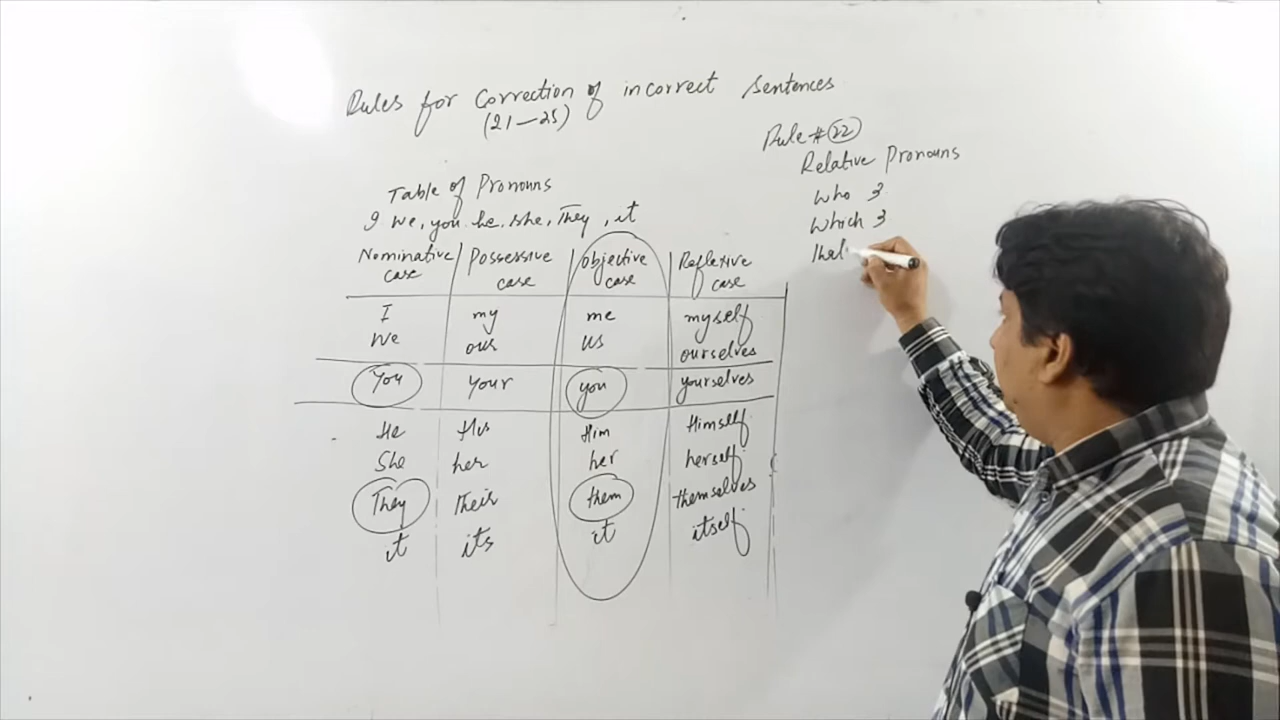 Rules for Correction of incorrect Sentences
(21-25)
Table of Pronouns
I we, you he, she, They, it
Nominative case Possessive case objective case Reflexive case
I my me myself
We our us ourselves
You your you yourselves
He His Him Himself
She her her herself
They Their them themselves
it its it itself
Rule # 22
Relative Pronouns
Who 3
Which 3